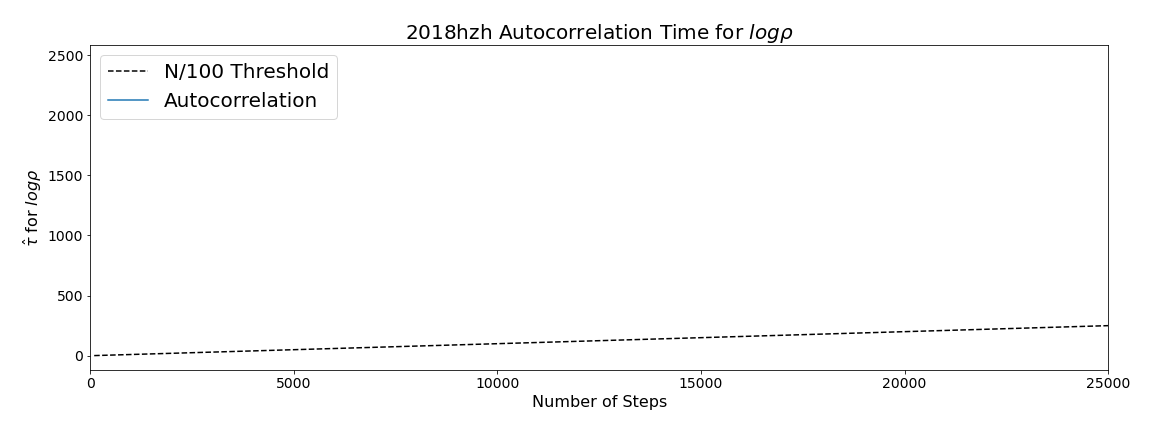 2018hzh Autocorrelation Time for logρ
N/100 Threshold
Autocorrelation
2500
2000
1500
1000
500
0
τ̂ for logρ
0 5000 10000 15000 20000 25000
Number of Steps